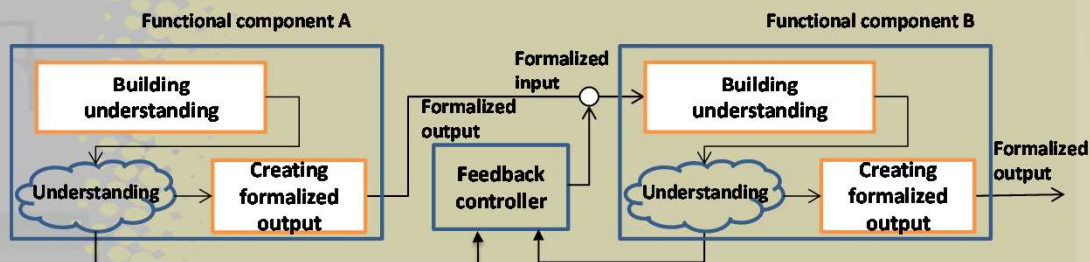 Functional component A
Functional component B
Building
understanding
Understanding
Creating
formalized
output
Formalized
output
Formalized
input
Feedback
controller
Building
understanding
Understanding
Creating
formalized
output
Formalized
output